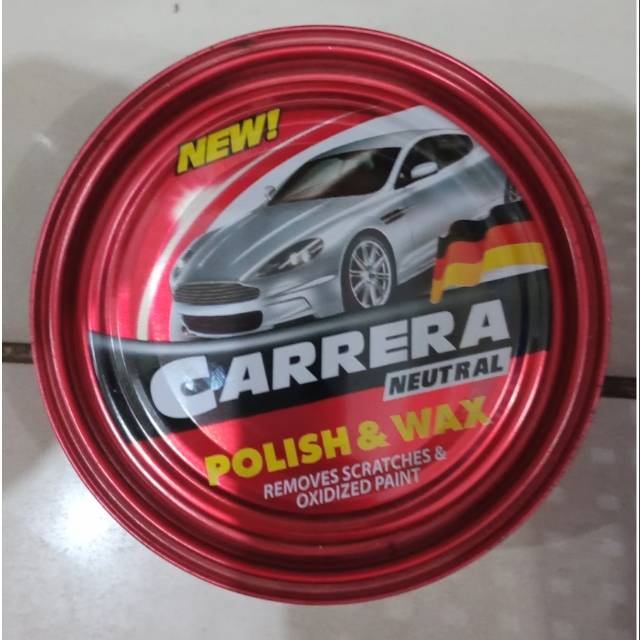 NEW!
CARRERA
NEUTRAL
POLISH & WAX
REMOVES SCRATCHES &
OXIDIZED PAINT